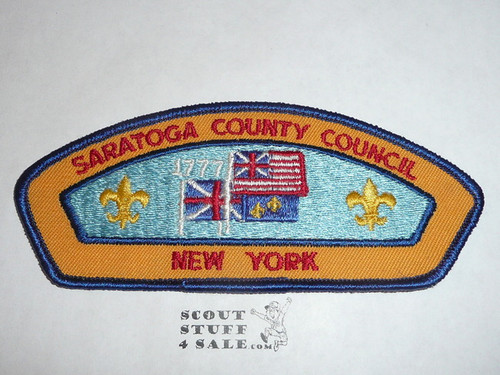 SARATOGA COUNTY COUNCIL
1777
NEW YORK
SCOUT
STUFF
4 SALE.COM